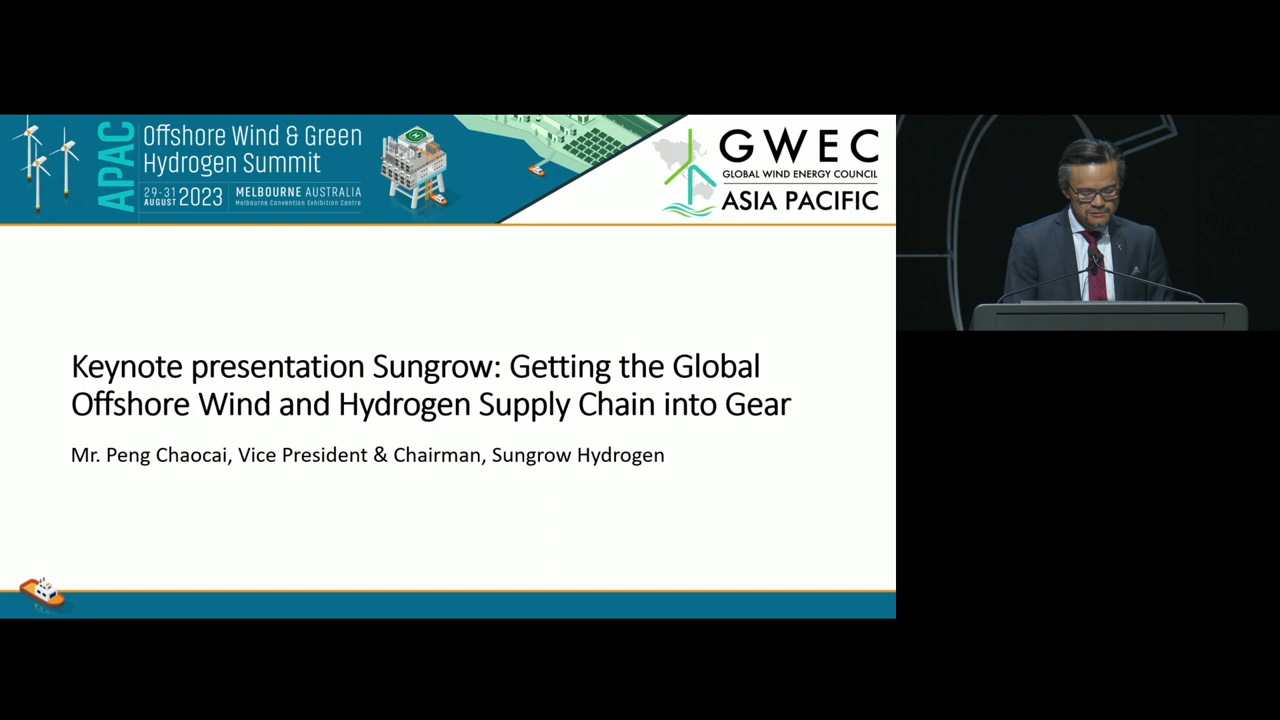 APAC
Offshore Wind & Green
Hydrogen Summit
29-31
AUGUST 2023
MELBOURNE AUSTRALIA
Melbourne Convention Exhibition Centre
GWEC
GLOBAL WIND ENERGY COUNCIL
ASIA PACIFIC
Keynote presentation Sungrow: Getting the Global
Offshore Wind and Hydrogen Supply Chain into Gear
Mr. Peng Chaocai, Vice President & Chairman, Sungrow Hydrogen